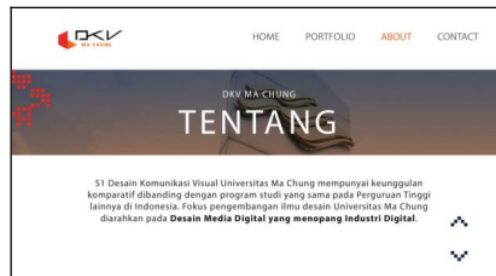 DKV
MA CHUNG
HOME PORTFOLIO ABOUT CONTACT
DKV MA CHUNG
TENTANG
S1 Desain Komunikasi Visual Universitas Ma Chung mempunyai keunggulan
komparatif dibanding dengan program studi yang sama pada Perguruan Tinggi
lainnya di Indonesia. Fokus pengembangan ilmu desain Universitas Ma Chung
diarahkan pada Desain Media Digital yang menopang Industri Digital.